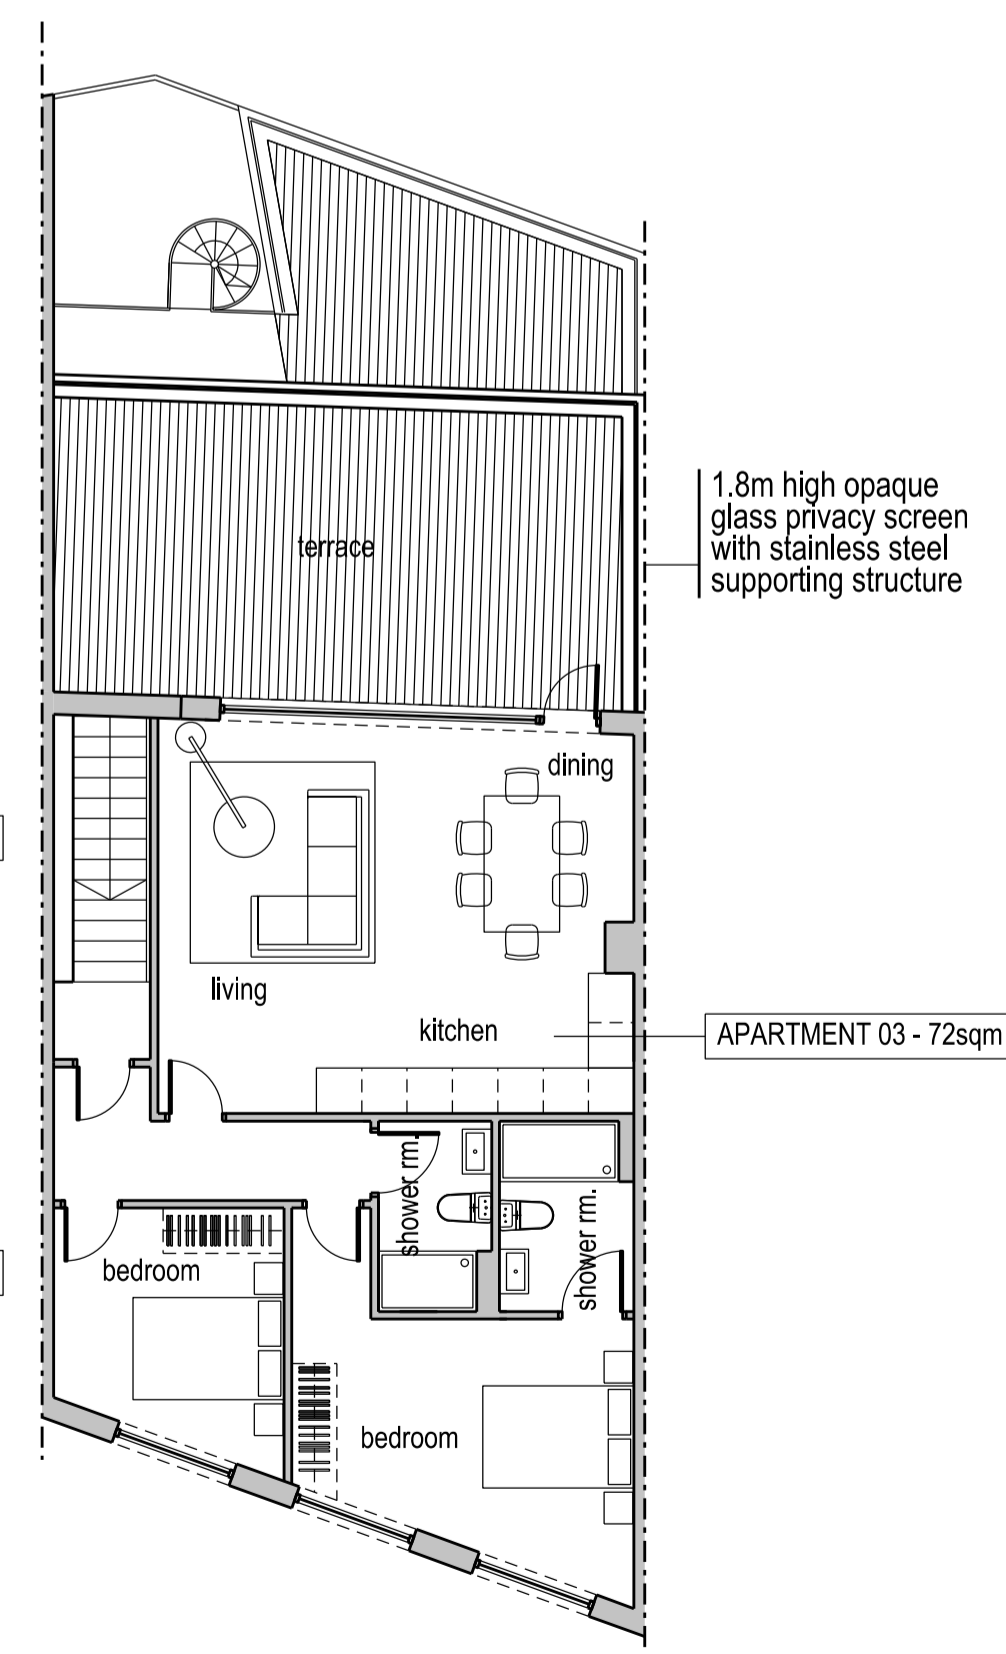 1.8m high opaque
glass privacy screen
with stainless steel
supporting structure
terrace
dining
living
kitchen
APARTMENT 03 - 72sqm
shower rm.
shower rm.
bedroom
bedroom